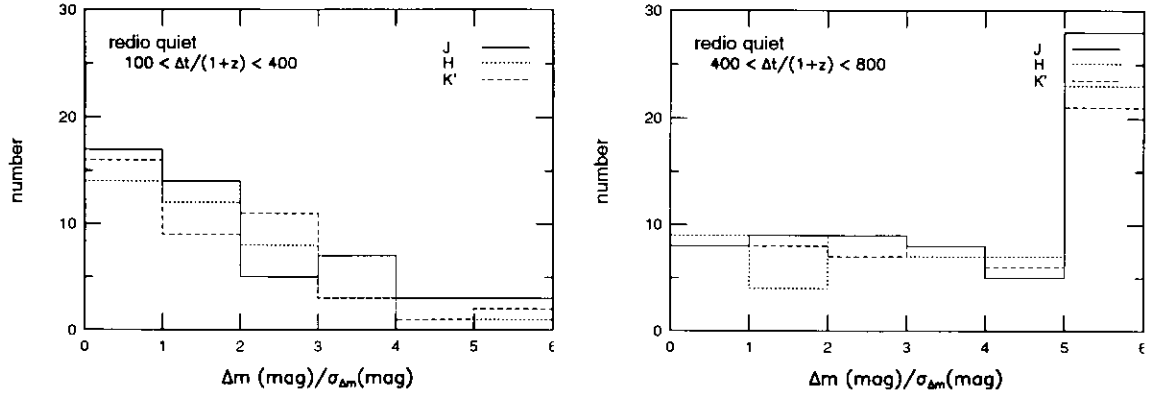 30
20
10
0
number
redio quiet
100 < Δt/(1+z) < 400
J
H
K'
0 1 2 3 4 5 6
Δm (mag)/σΔm(mag)
30
20
10
0
number
redio quiet
400 < Δt/(1+z) < 800
J
H
K'
0 1 2 3 4 5 6
Δm (mag)/σΔm(mag)